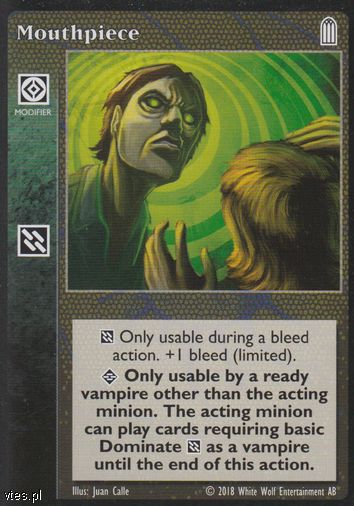 Mouthpiece
MODIFIER
Only usable during a bleed
action. +1 bleed (limited).
Only usable by a ready
vampire other than the acting
minion. The acting minion
can play cards requiring basic
Dominate as a vampire
until the end of this action.
Illus: Juan Calle © 2018 White Wolf Entertainment AB
vtes.pl